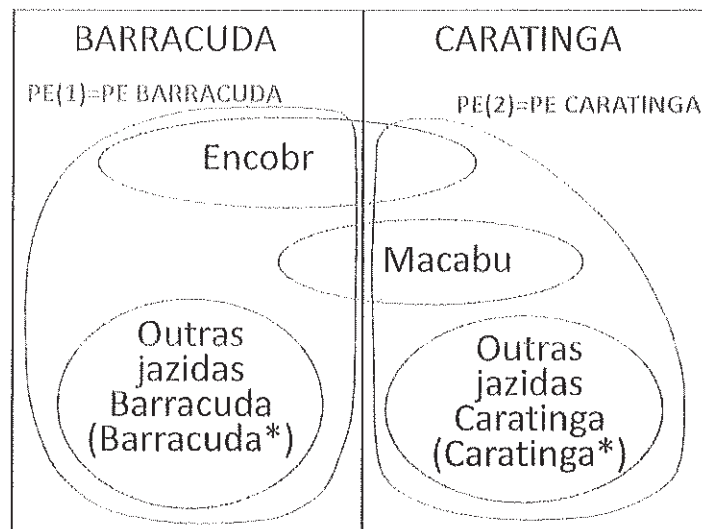 BARRACUDA
CARATINGA
PE(1)=PE BARRACUDA
PE(2)=PE CARATINGA
Encobr
Macabu
Outras
jazidas
Barracuda
(Barracuda*)
Outras
jazidas
Caratinga
(Caratinga*)